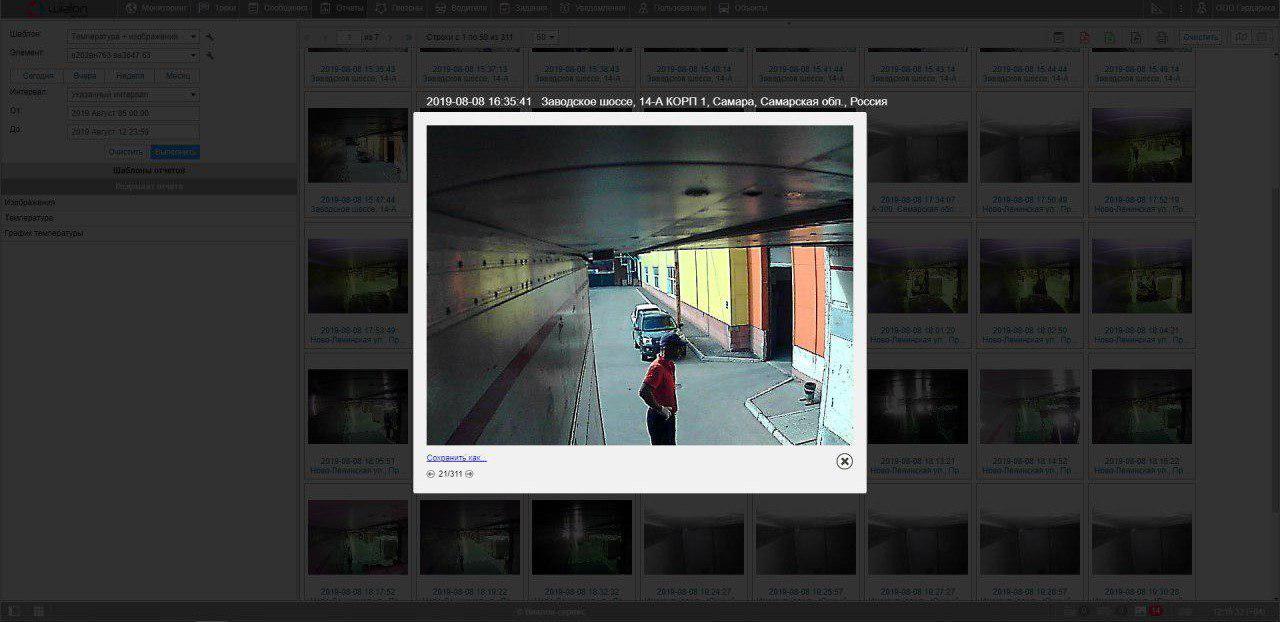 wialon
Мониторинг Треки Сообщения Отчеты Геозоны Водители Задания Уведомления Пользователи Объекты ООО Гардарика
Шаблон: Температура + изображения
Элемент:
Сегодня Вчера Неделя Месяц
Интервал: Указанный интервал
От: 2019 Август 05 00:00
До: 2019 Август 12 23:59
Очистить Выполнить
Шаблоны отчетов
Результат отчета
Изображения
Температура
График температуры
из 7 Строки с 1 по 50 из 311 50 Очистить
2019-08-08 15:35:43 2019-08-08 15:37:13 2019-08-08 15:38:43 2019-08-08 15:40:14 2019-08-08 15:41:44 2019-08-08 15:43:14 2019-08-08 15:44:44 2019-08-08 15:46:14
Заводское шоссе, 14-А Заводское шоссе, 14-А Заводское шоссе, 14-А Заводское шоссе, 14-А Заводское шоссе, 14-А Заводское шоссе, 14-А Заводское шоссе, 14-А Заводское шоссе, 14-А
2019-08-08 16:35:41 Заводское шоссе, 14-А КОРП 1, Самара, Самарская обл., Россия
2019-08-08 15:47:44 2019-08-08 17:34:07 2019-08-08 17:50:49 2019-08-08 17:52:19
Заводское шоссе, 14-А А-300, Самарская обл. Ново-Ленинская ул., Пр... Ново-Ленинская ул., Пр...
2019-08-08 17:53:49 2019-08-08 18:01:20 2019-08-08 18:02:50 2019-08-08 18:04:21
Ново-Ленинская ул., Пр... Ново-Ленинская ул., Пр... Ново-Ленинская ул., Пр... Ново-Ленинская ул., Пр...
Сохранить как...
21/311
2019-08-08 18:05:51 2019-08-08 18:13:21 2019-08-08 18:14:52 2019-08-08 18:16:22
Ново-Ленинская ул., Пр... Ново-Ленинская ул., Пр... Ново-Ленинская ул., Пр... Ново-Ленинская ул., Пр...
2019-08-08 18:17:52 2019-08-08 18:19:22 2019-08-08 18:32:32 2019-08-08 19:24:27 2019-08-08 19:25:57 2019-08-08 19:27:27 2019-08-08 19:28:57 2019-08-08 19:30:28
© Виалон-сервис 0 0 14